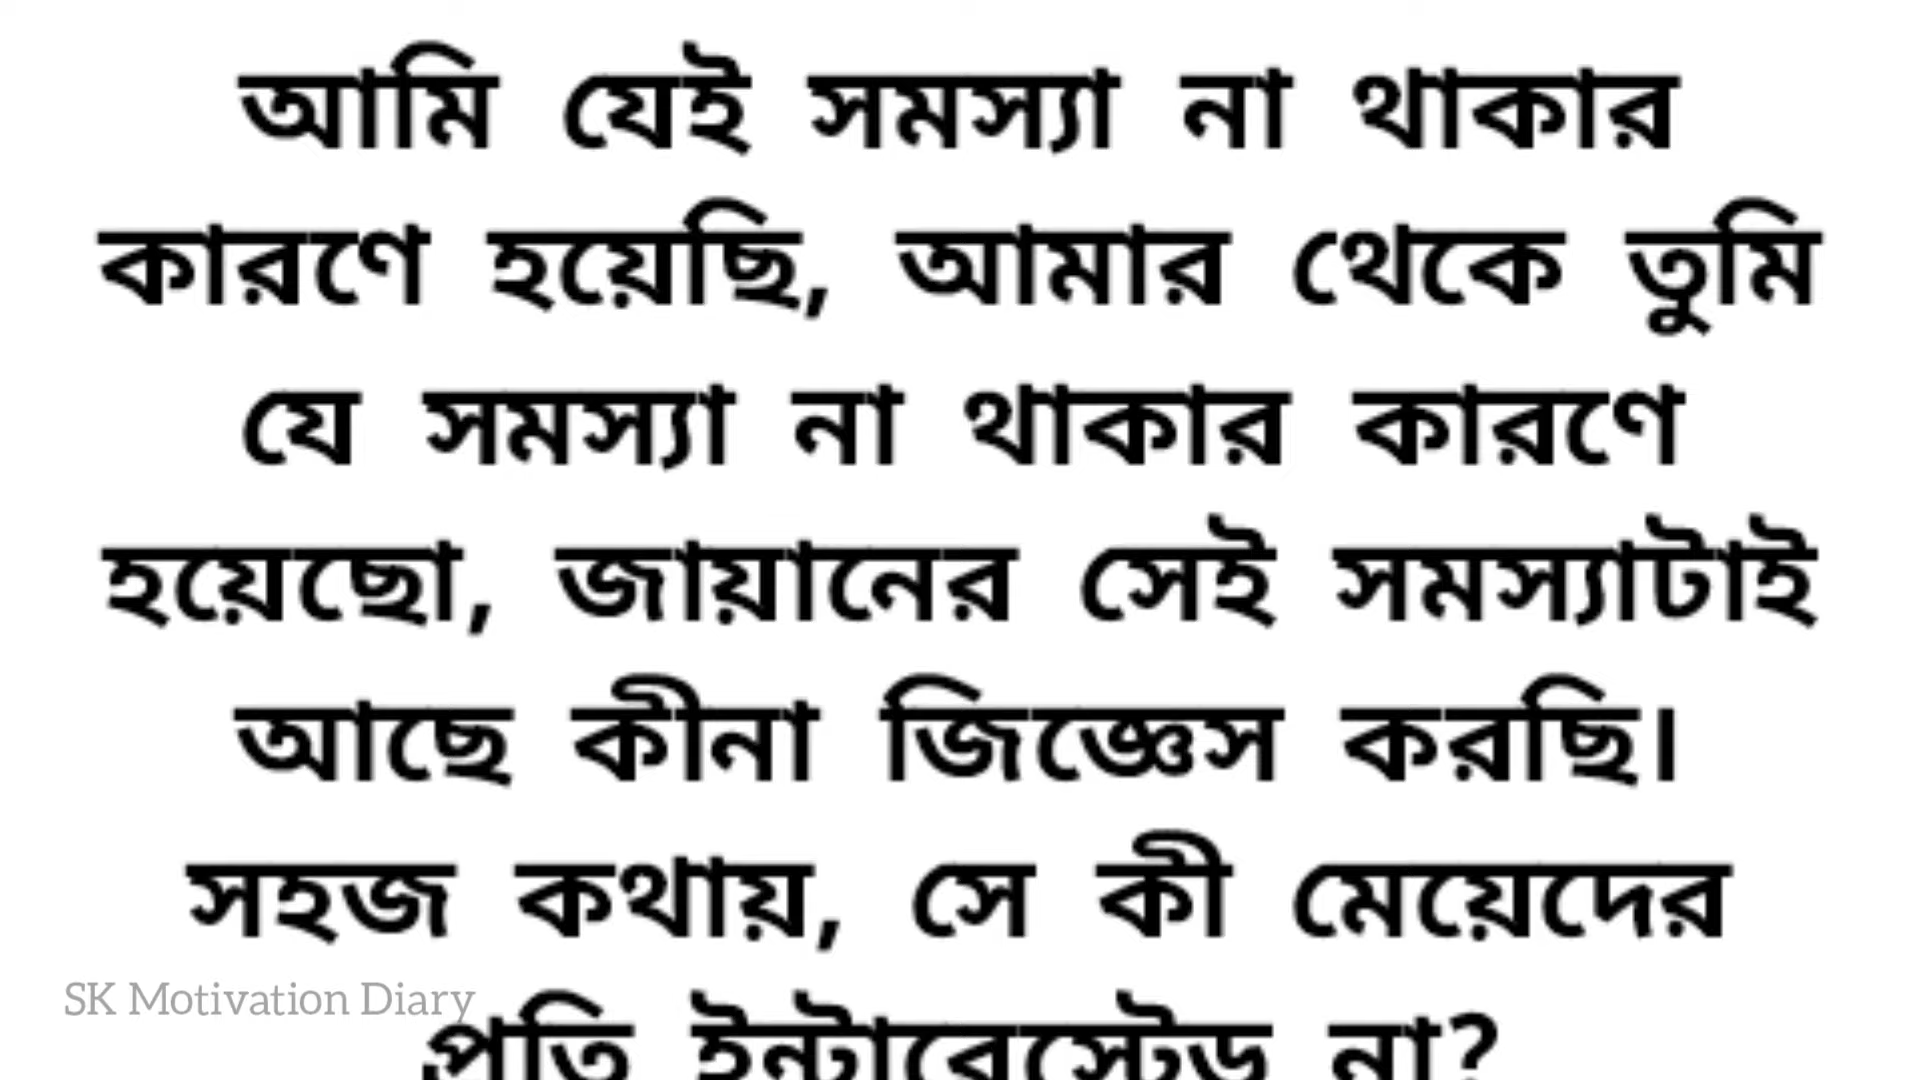 আমি যেই সমস্যা না থাকার
কারণে হয়েছি, আমার থেকে তুমি
যে সমস্যা না থাকার কারণে
হয়েছো, জায়ানের সেই সমস্যাটাই
আছে কীনা জিজ্ঞেস করছি।
সহজ কথায়, সে কী মেয়েদের
SK Motivation Diary
প্রতি ইন্টারেস্টেড না?